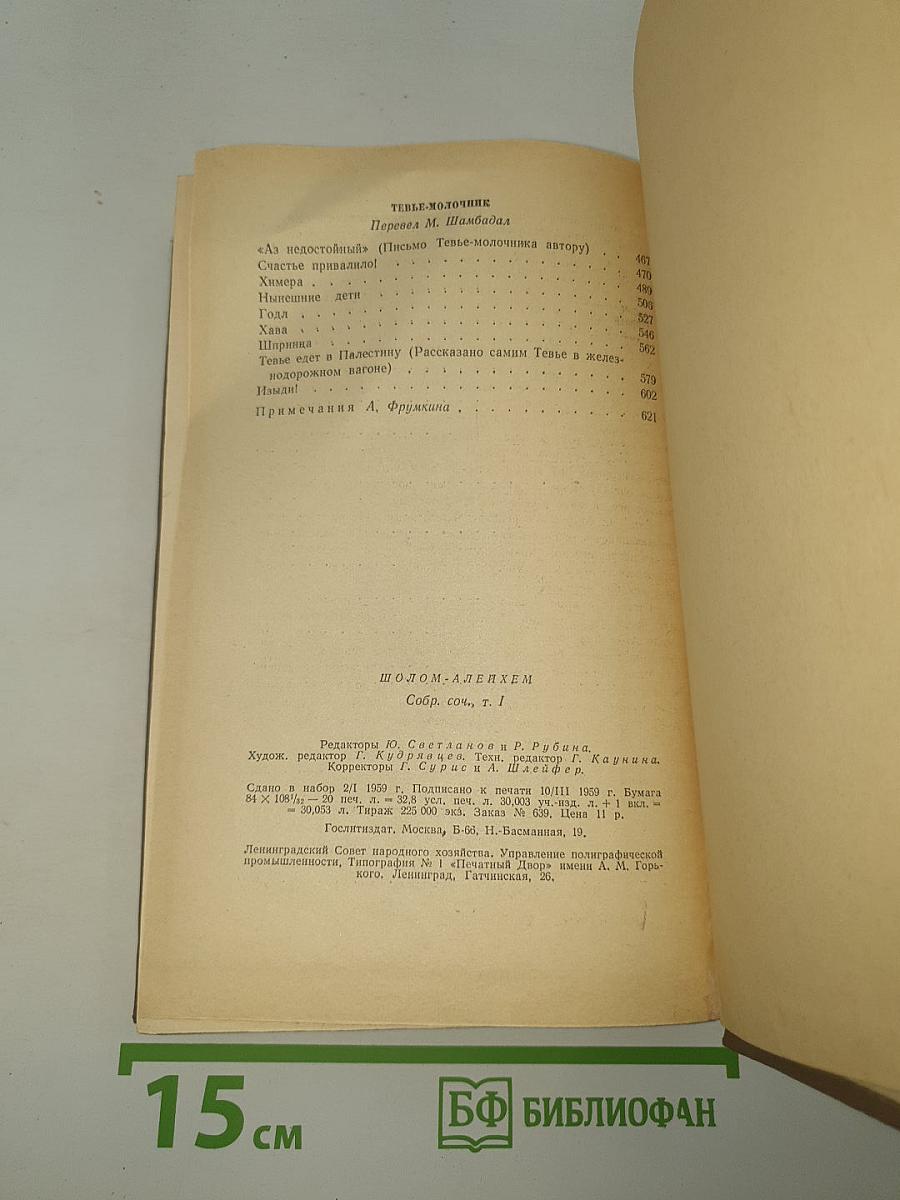 ТЕВЬЕ-МОЛОЧНИК
Перевел М. Шамбадал
«Аз недостойный» (Письмо Тевье-молочника автору) . . 467
Счастье привалило! . . . . . . . . . . . . 470
Химера . . . . . . . . . . . . . . . 489
Нынешние дети . . . . . . . . . . . . . 508
Годл . . . . . . . . . . . . . . . . 527
Хава . . . . . . . . . . . . . . . . 546
Шпринца . . . . . . . . . . . . . . . 562
Тевье едет в Палестину (Рассказано самим Тевье в желез-
нодорожном вагоне) . . . . . . . . . . . 579
Изыди! . . . . . . . . . . . . . . . 602
Примечания А. Фрумкина . . . . . . . . . 621
ШОЛОМ-АЛЕЙХЕМ
Собр. соч., т. I
Редакторы Ю. Светланов и Р. Рубина.
Худож. редактор Г. Кудрявцев. Техн. редактор Г. Каунина.
Корректоры Г. Сурис и А. Шлейфер.
Сдано в набор 2/I 1959 г. Подписано к печати 10/III 1959 г. Бумага
84 × 108 1/32 — 20 печ. л. = 32,8 усл. печ. л. 30,003 уч.-изд. л. + 1 вкл. =
= 30,053 л. Тираж 225 000 экз. Заказ № 639. Цена 11 р.
Гослитиздат. Москва, Б-66, Н.-Басманная, 19.
Ленинградский Совет народного хозяйства. Управление полиграфической
промышленности, Типография № 1 «Печатный Двор» имени А. М. Горь-
кого. Ленинград, Гатчинская, 26.
15 см
БФ БИБЛИОФАН